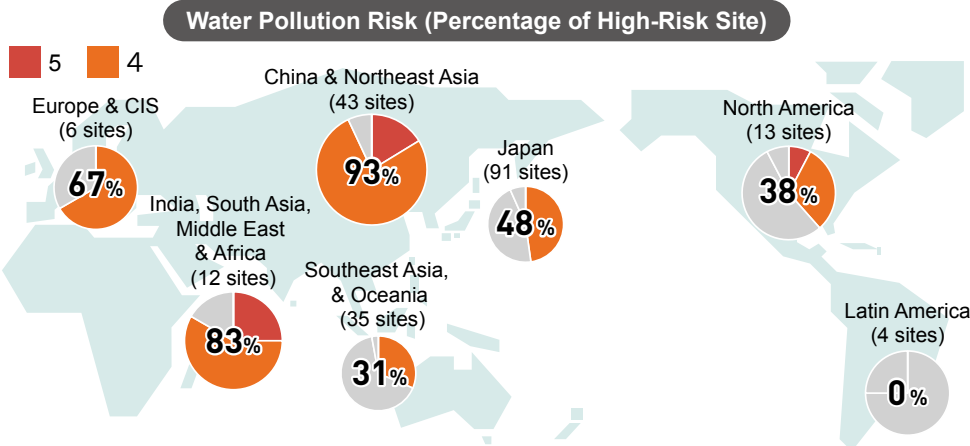 Water Pollution Risk (Percentage of High-Risk Site)
5 4
Europe & CIS
(6 sites)
67%
China & Northeast Asia
(43 sites)
93%
Japan
(91 sites)
48%
North America
(13 sites)
38%
India, South Asia,
Middle East
& Africa
(12 sites)
83%
Southeast Asia,
& Oceania
(35 sites)
31%
Latin America
(4 sites)
0%